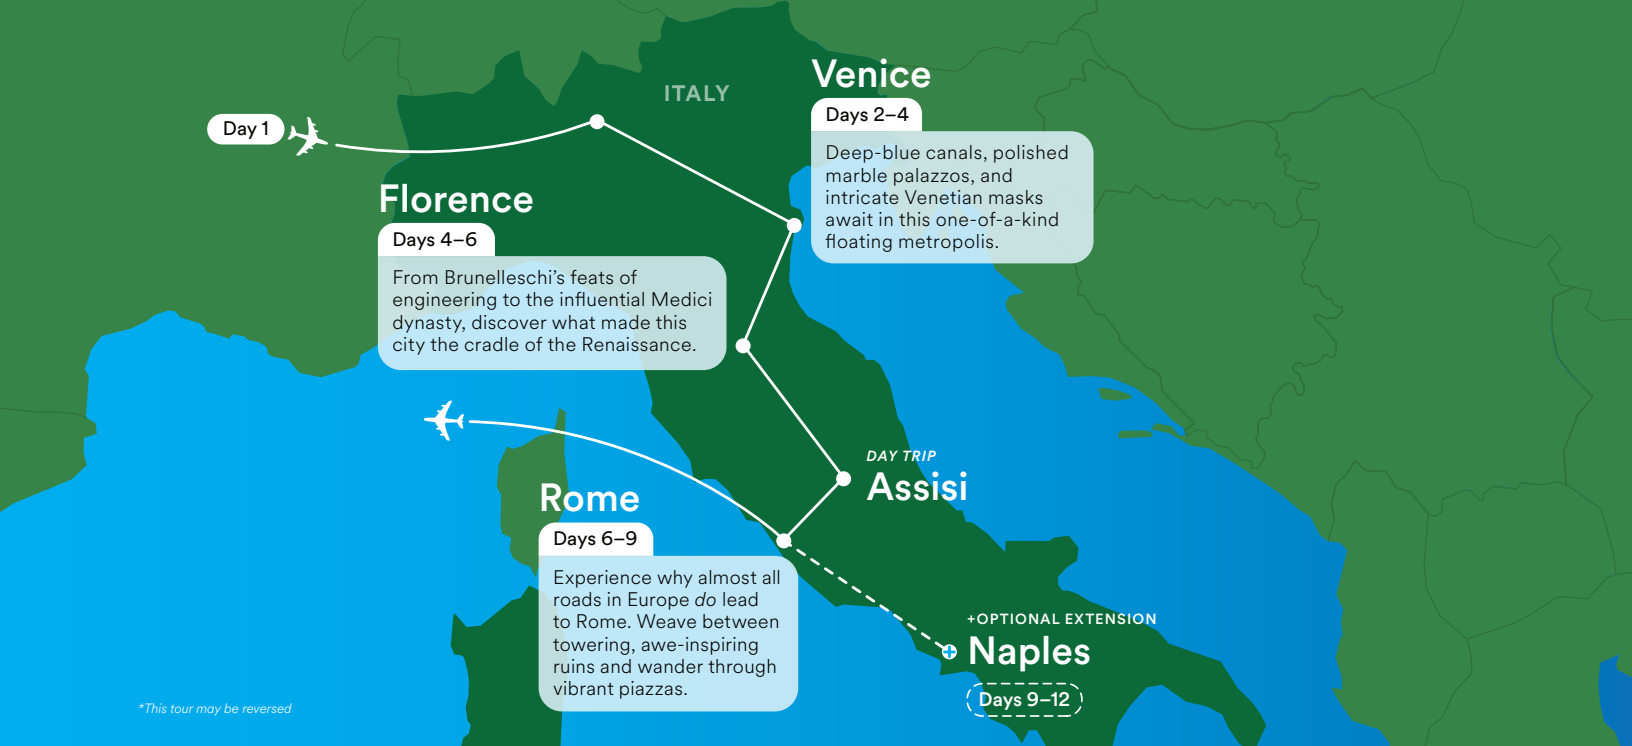 ITALY
Day 1
Venice
Days 2–4
Deep-blue canals, polished
marble palazzos, and
intricate Venetian masks
await in this one-of-a-kind
floating metropolis.
Florence
Days 4–6
From Brunelleschi’s feats of
engineering to the influential Medici
dynasty, discover what made this
city the cradle of the Renaissance.
DAY TRIP
Assisi
Rome
Days 6–9
Experience why almost all
roads in Europe do lead
to Rome. Weave between
towering, awe-inspiring
ruins and wander through
vibrant piazzas.
+OPTIONAL EXTENSION
Naples
Days 9–12
*This tour may be reversed